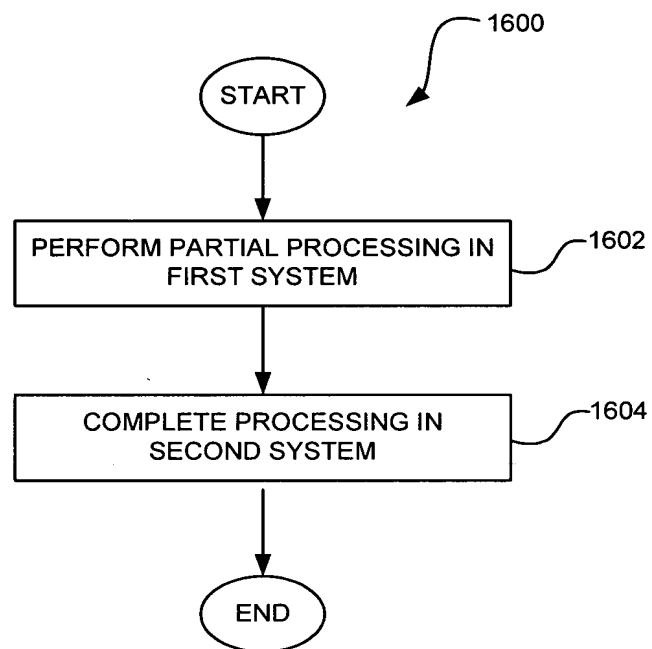 1600
START
PERFORM PARTIAL PROCESSING IN
FIRST SYSTEM
1602
COMPLETE PROCESSING IN
SECOND SYSTEM
1604
END